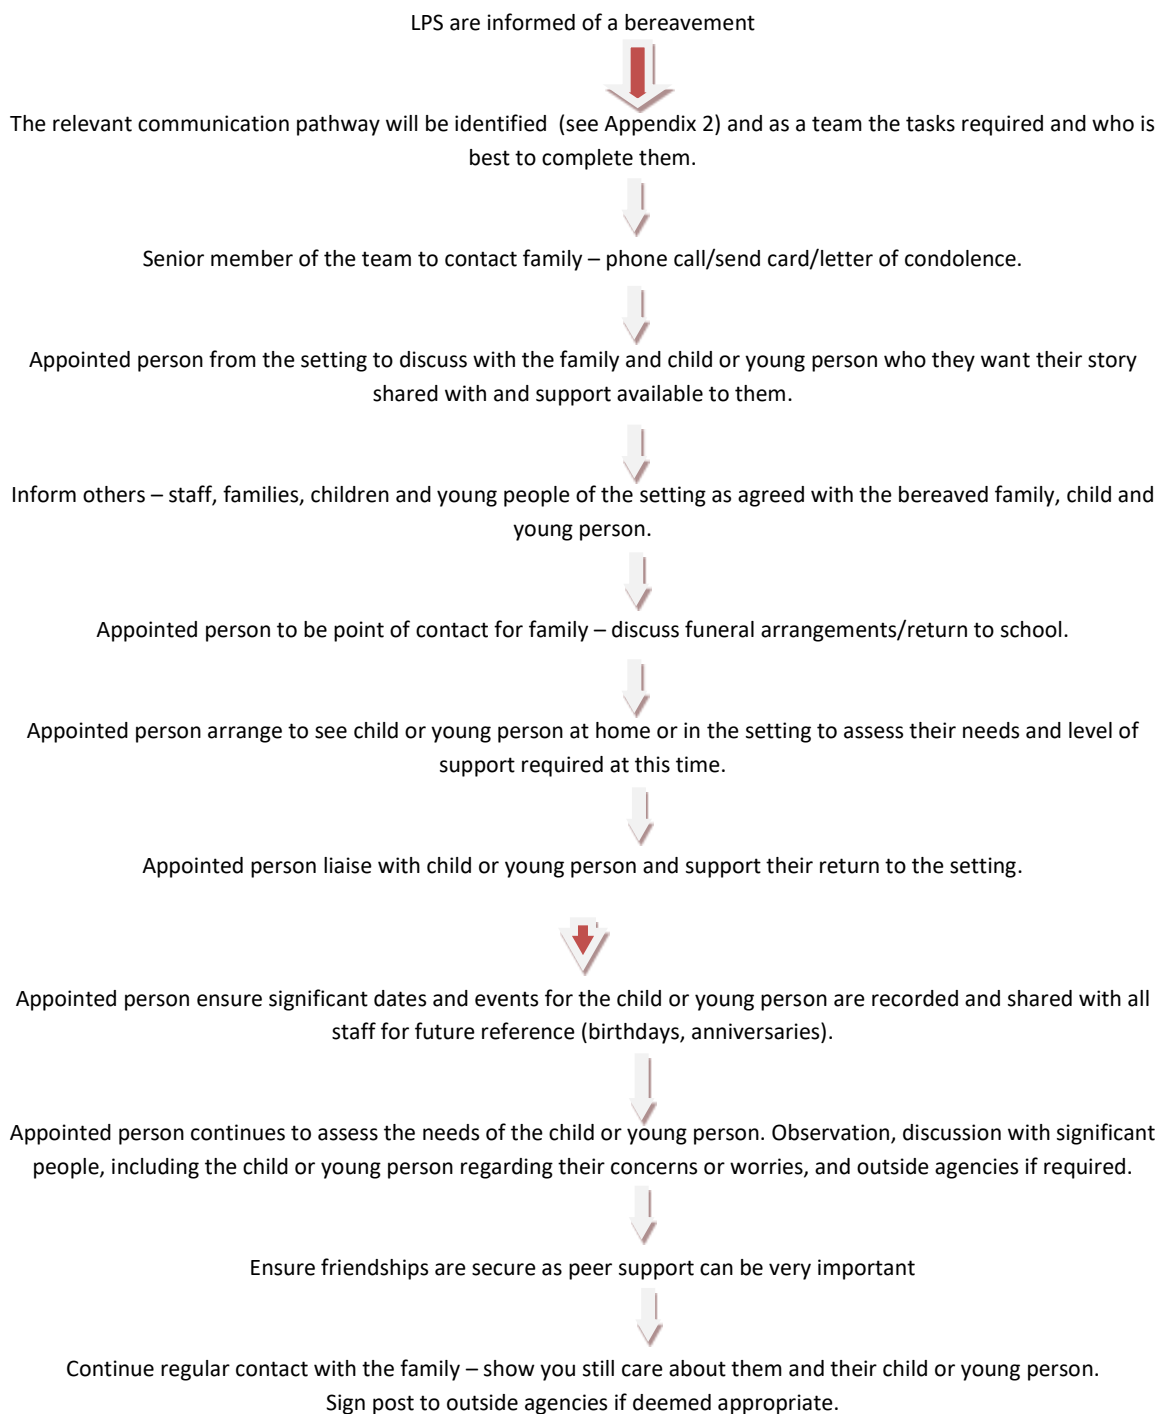 LPS are informed of a bereavement
The relevant communication pathway will be identified  (see Appendix 2) and as a team the tasks required and who is
best to complete them.
Senior member of the team to contact family – phone call/send card/letter of condolence.
Appointed person from the setting to discuss with the family and child or young person who they want their story
shared with and support available to them.
Inform others – staff, families, children and young people of the setting as agreed with the bereaved family, child and
young person.
Appointed person to be point of contact for family – discuss funeral arrangements/return to school.
Appointed person arrange to see child or young person at home or in the setting to assess their needs and level of
support required at this time.
Appointed person liaise with child or young person and support their return to the setting.
Appointed person ensure significant dates and events for the child or young person are recorded and shared with all
staff for future reference (birthdays, anniversaries).
Appointed person continues to assess the needs of the child or young person. Observation, discussion with significant
people, including the child or young person regarding their concerns or worries, and outside agencies if required.
Ensure friendships are secure as peer support can be very important
Continue regular contact with the family – show you still care about them and their child or young person.
Sign post to outside agencies if deemed appropriate.